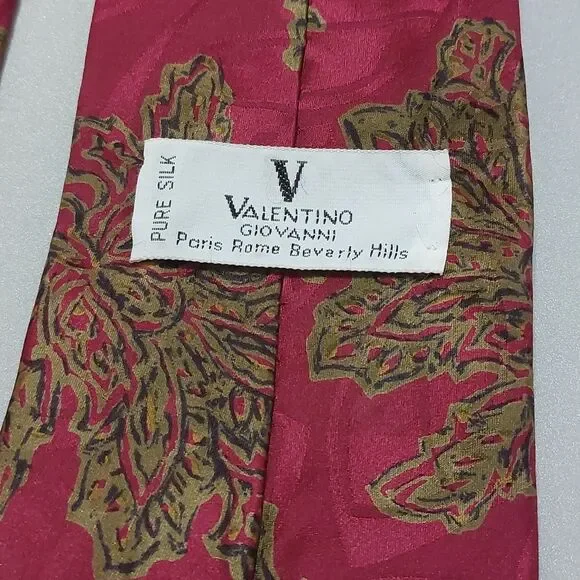 PURE SILK
V
VALENTINO
GIOVANNI
Paris Rome Beverly Hills